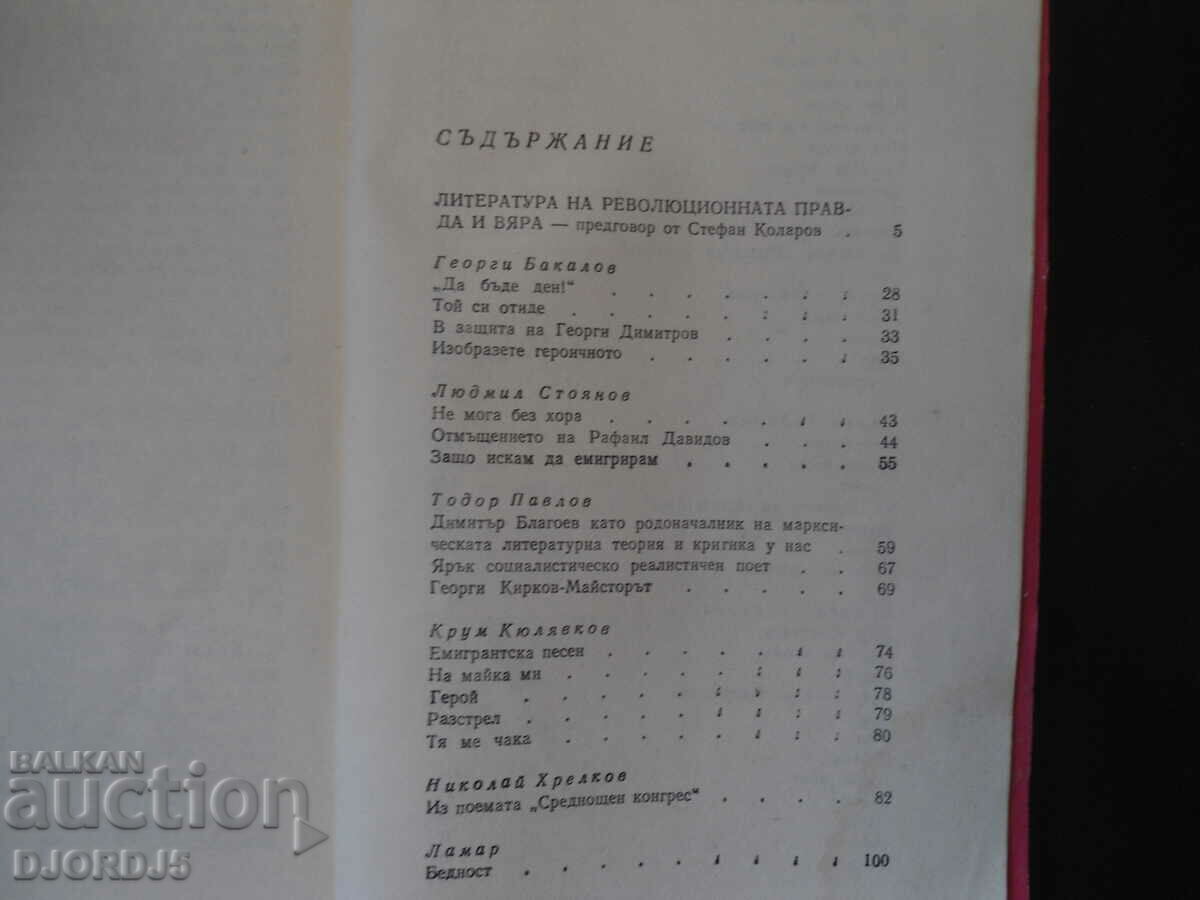 СЪДЪРЖАНИЕ
ЛИТЕРАТУРА НА РЕВОЛЮЦИОННАТА ПРАВ-
ДА И ВЯРА — предговор от Стефан Коларов . 5
Георги Бакалов
„Да бъде ден!“ . . . . . . . 28
Той си отиде . . . . . . . . 31
В защита на Георги Димитров . . . . 33
Изобразете героичното . . . . . . 35
Людмил Стоянов
Не мога без хора . . . . . . . 43
Отмъщението на Рафаил Давидов . . . 44
Защо искам да емигрирам . . . . . 55
Тодор Павлов
Димитър Благоев като родоначалник на маркси-
ческата литературна теория и критика у нас . 59
Ярък социалистическо реалистичен поет . . 67
Георги Кирков-Майсторът . . . . . 69
Крум Кюлявков
Емигрантска песен . . . . . . . 74
На майка ми . . . . . . . . 76
Герой . . . . . . . . . 78
Разстрел . . . . . . . . . 79
Тя ме чака . . . . . . . . 80
Николай Хрелков
Из поемата „Среднощен конгрес“ . . . . 82
Ламар
Бедност . . . . . . . . . 100
BALKAN
auction
DJORDJ5